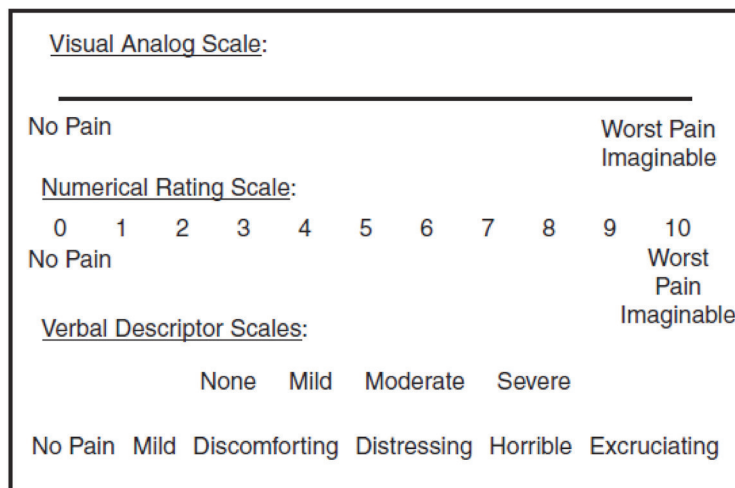 Visual Analog Scale:
No Pain
Worst Pain
Imaginable
Numerical Rating Scale:
0 1 2 3 4 5 6 7 8 9 10
No Pain
Worst
Pain
Imaginable
Verbal Descriptor Scales:
None Mild Moderate Severe
No Pain Mild Discomforting Distressing Horrible Excruciating